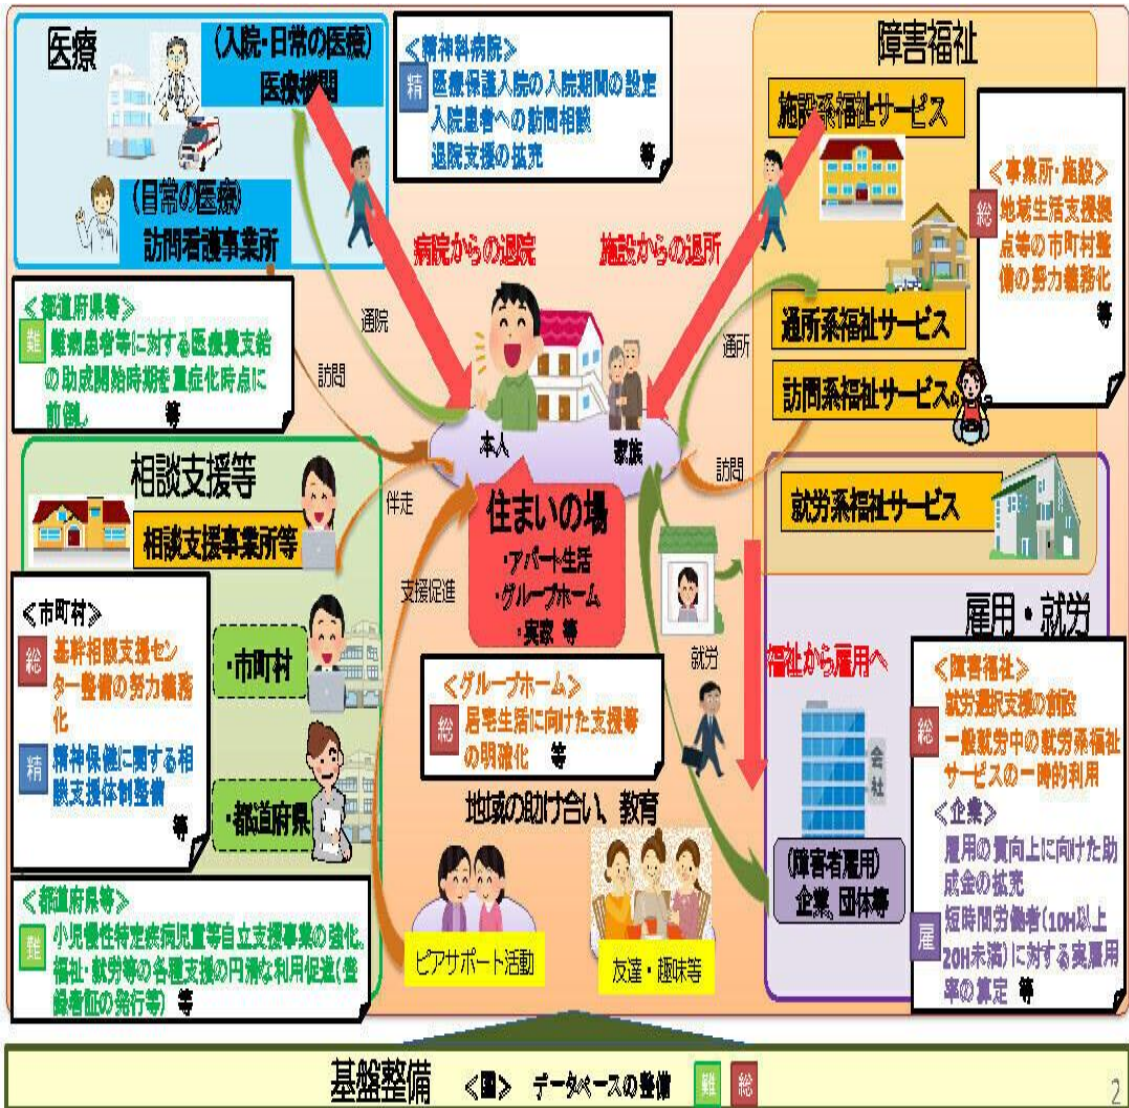 医療
(入院・日常の医療)
医療機関
(日常の医療)
訪問看護事業所
<精神科病院>
精
医療保護入院の入院期間の設定
入院患者への訪問相談
退院支援の拡充
等
障害福祉
施設系福祉サービス
通所系福祉サービス
訪問系福祉サービス
<事業所・施設>
総
地域生活支援拠
点等の市町村整
備の努力義務化
等
病院からの退院
施設からの退所
通院
訪問
通所
訪問
<都道府県等>
難
難病患者等に対する医療費支給
の助成開始時期を重症化時点に
前倒し
等
本人
家族
住まいの場
・アパート生活
・グループホーム
・実家 等
相談支援等
相談支援事業所等
伴走
支援促進
<市町村>
総
基幹相談支援セン
ター整備の努力義務
化
精
精神保健に関する相
談支援体制整備
等
・市町村
・都道府県
<都道府県等>
難
小児慢性特定疾病児童等自立支援事業の強化、
福祉・就労等の各種支援の円滑な利用促進(登
録者証の発行等) 等
<グループホーム>
総
居宅生活に向けた支援等
の明確化 等
地域の助け合い、教育
ピアサポート活動
友達・趣味等
就労系福祉サービス
就労
福祉から雇用へ
雇用・就労
会社
(障害者雇用)
企業、団体等
<障害福祉>
総
就労選択支援の創設
一般就労中の就労系福祉
サービスの一時的利用
<企業>
雇用の質向上に向けた助
成金の拡充
雇
短時間労働者(10H以上
20H未満)に対する実雇用
率の算定 等
基盤整備 <国> データベースの整備 難 総
2